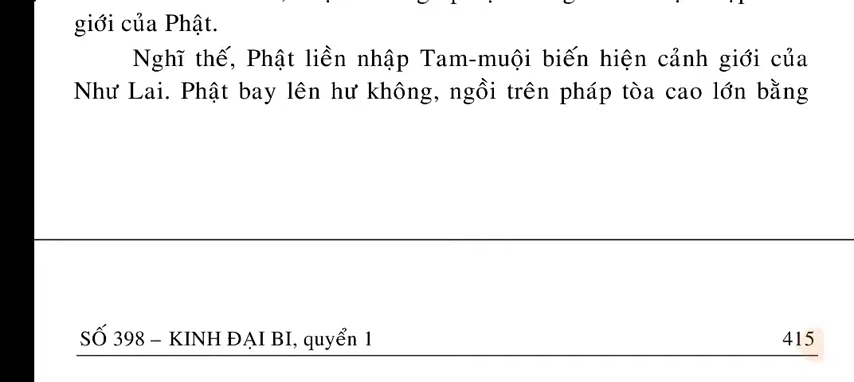 giới của Phật.
Nghĩ thế, Phật liền nhập Tam-muội biến hiện cảnh giới của
Như Lai. Phật bay lên hư không, ngồi trên pháp tòa cao lớn bằng
SỐ 398 – KINH ĐẠI BI, quyển 1 415